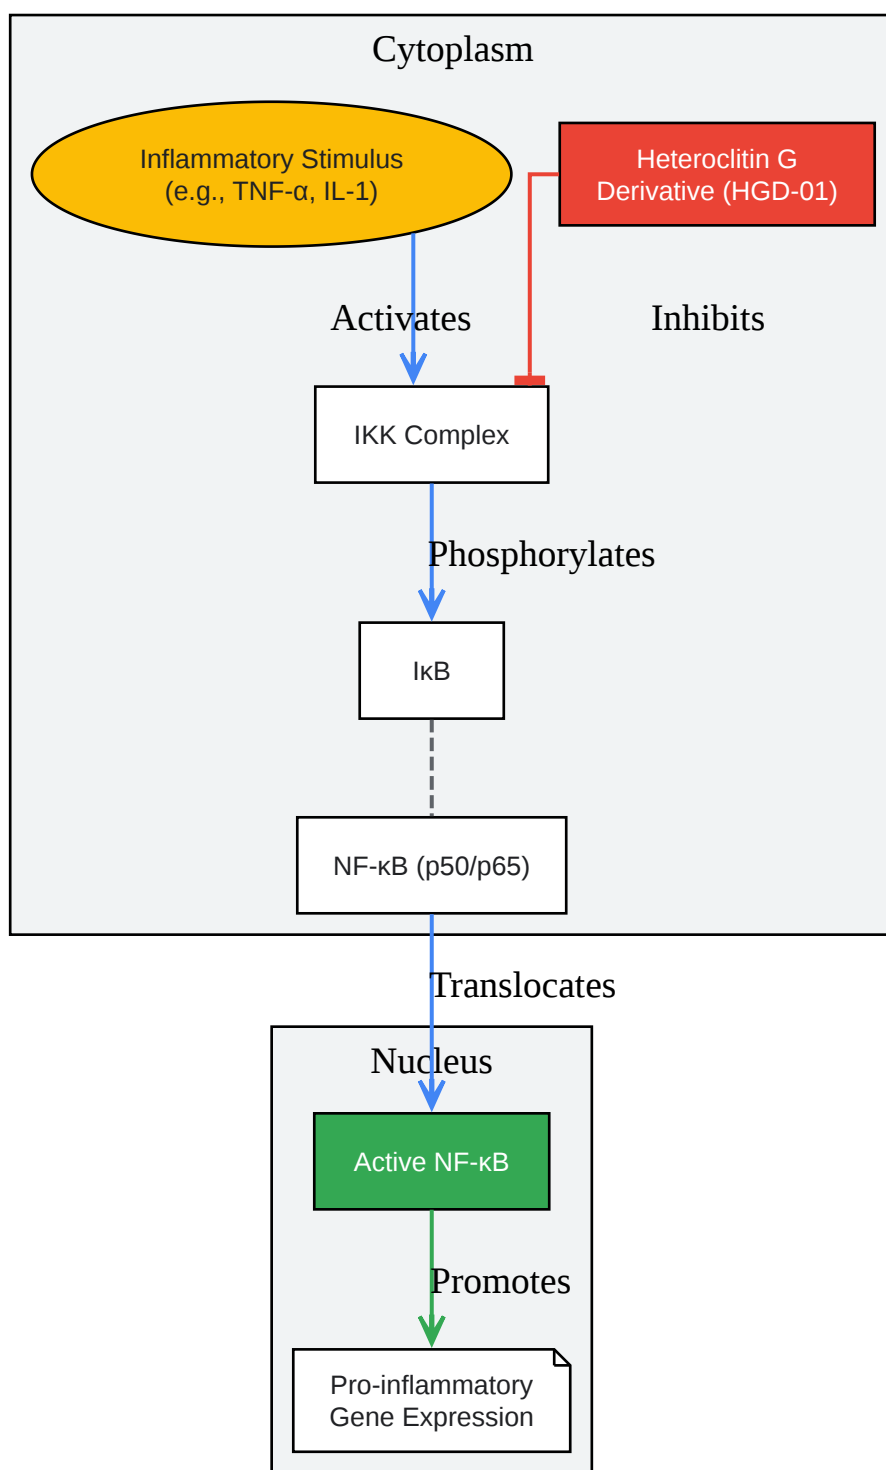 Cytoplasm
Inflammatory Stimulus
(e.g., TNF-α, IL-1)
Heteroclitin G
Derivative (HGD-01)
Activates
Inhibits
IKK Complex
Phosphorylates
IκB
NF-κB (p50/p65)
Translocates
Nucleus
Active NF-κB
Promotes
Pro-inflammatory
Gene Expression